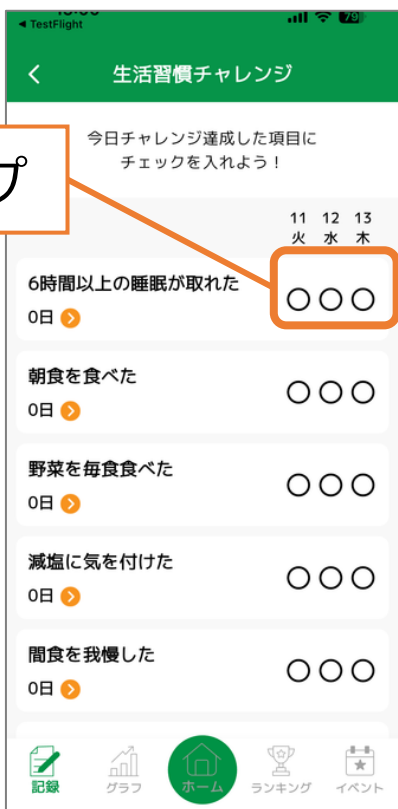 ◀ TestFlight
79
生活習慣チャレンジ
今日チャレンジ達成した項目に
チェックを入れよう！
プ
11 12 13
火 水 木
6時間以上の睡眠が取れた
0日
朝食を食べた
0日
野菜を毎食食べた
0日
減塩に気を付けた
0日
間食を我慢した
0日
記録 グラフ ホーム ランキング イベント